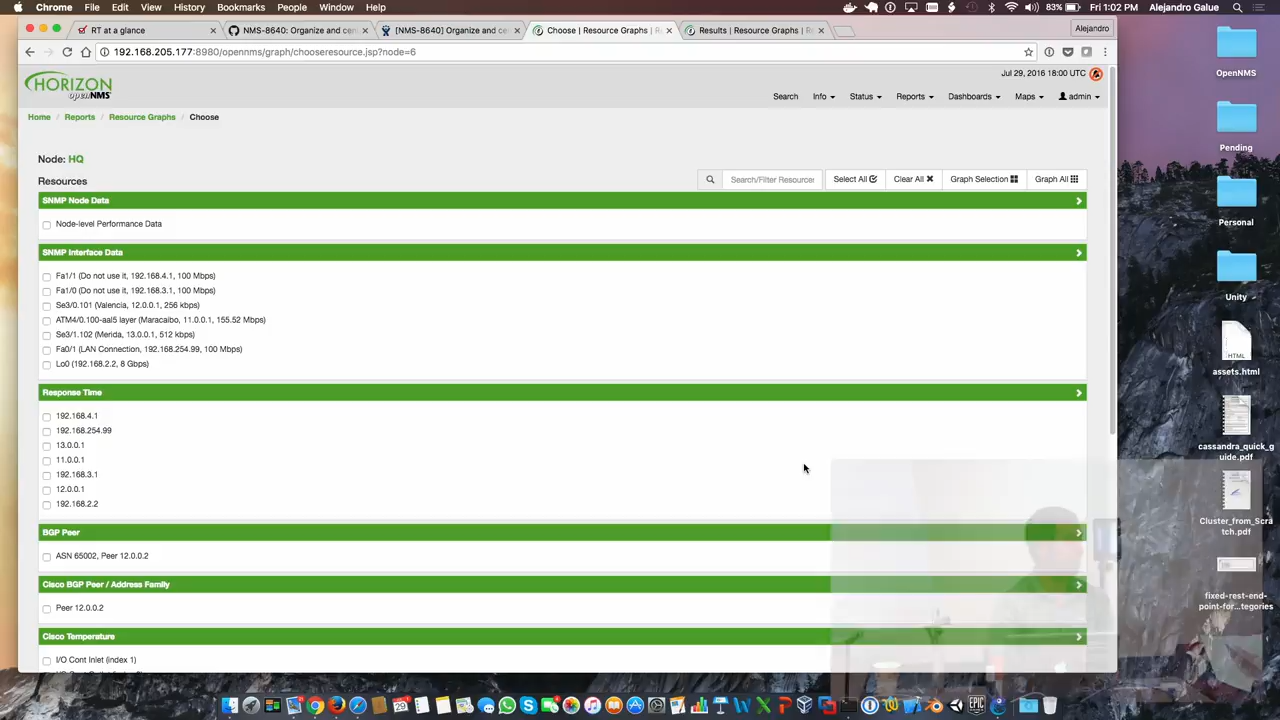 Chrome File Edit View History Bookmarks People Window Help
83% Fri 1:02 PM Alejandro Galue
RT at a glance
NMS-8640: Organize and cen
[NMS-8640] Organize and ce
Choose | Resource Graphs | R
Results | Resource Graphs | R
Alejandro
192.168.205.177:8980/opennms/graph/chooseresource.jsp?node=6
HORIZON
openNMS
Jul 29, 2016 18:00 UTC
Search Info Status Reports Dashboards Maps admin
Home / Reports / Resource Graphs / Choose
Node: HQ
Resources
Search/Filter Resources
Select All
Clear All
Graph Selection
Graph All
SNMP Node Data
Node-level Performance Data
SNMP Interface Data
Fa1/1 (Do not use it, 192.168.4.1, 100 Mbps)
Fa1/0 (Do not use it, 192.168.3.1, 100 Mbps)
Se3/0.101 (Valencia, 12.0.0.1, 256 kbps)
ATM4/0.100-aal5 layer (Maracaibo, 11.0.0.1, 155.52 Mbps)
Se3/1.102 (Merida, 13.0.0.1, 512 kbps)
Fa0/1 (LAN Connection, 192.168.254.99, 100 Mbps)
Lo0 (192.168.2.2, 8 Gbps)
Response Time
192.168.4.1
192.168.254.99
13.0.0.1
11.0.0.1
192.168.3.1
12.0.0.1
192.168.2.2
BGP Peer
ASN 65002, Peer 12.0.0.2
Cisco BGP Peer / Address Family
Peer 12.0.0.2
Cisco Temperature
I/O Cont Inlet (index 1)
OpenNMS
Pending
Personal
Unity
HTML
assets.html
cassandra_quick_g
uide.pdf
Cluster_from_Scra
tch.pdf
fixed-rest-end-
point-for...tegories